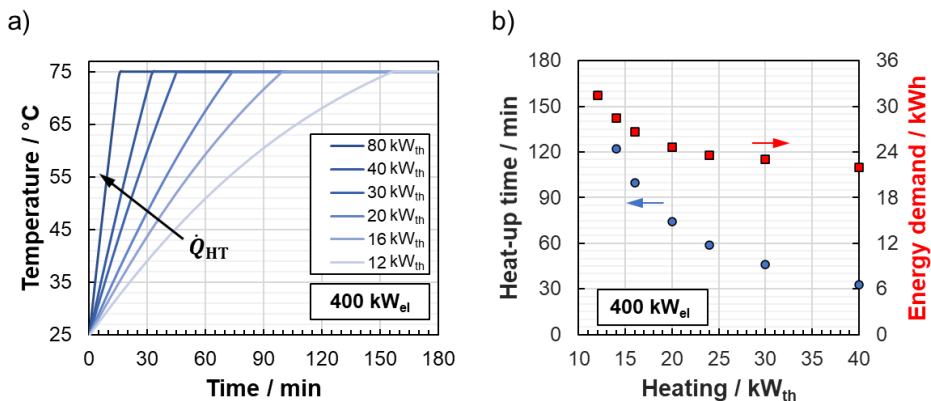 a)
Temperature / °C
75
65
55
45
35
25
0
30
60
90
120
150
180
Time / min
Q̇HT
80 kWth
40 kWth
30 kWth
20 kWth
16 kWth
12 kWth
400 kWel
b)
Heat-up time / min
180
150
120
90
60
30
0
10
15
20
25
30
35
40
Heating / kWth
36
30
24
18
12
6
0
Energy demand / kWh
400 kWel